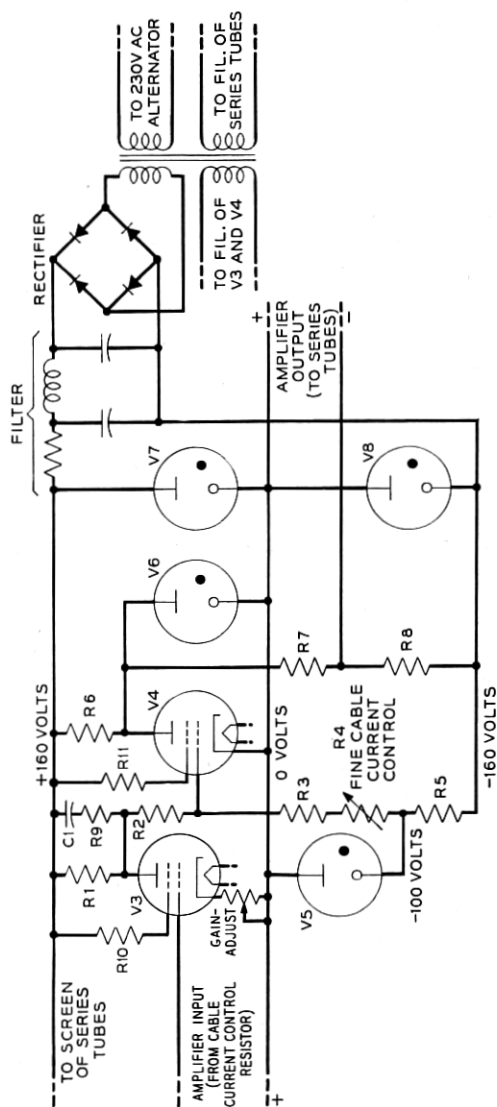 TO SCREEN
OF SERIES
TUBES
AMPLIFIER INPUT
(FROM CABLE
CURRENT CONTROL
RESISTOR)
+
R10
R1
V3
GAIN-
ADJUST
C1
R9
R2
R11
+160 VOLTS
R6
V4
0 VOLTS
R3
R4
FINE CABLE
CURRENT
CONTROL
V5
-100 VOLTS
R5
-160 VOLTS
V6
R7
R8
V7
V8
FILTER
RECTIFIER
TO 230V AC
ALTERNATOR
TO FIL. OF
V3 AND V4
TO FIL. OF
SERIES TUBES
+
AMPLIFIER
OUTPUT
(TO SERIES
TUBES)
−